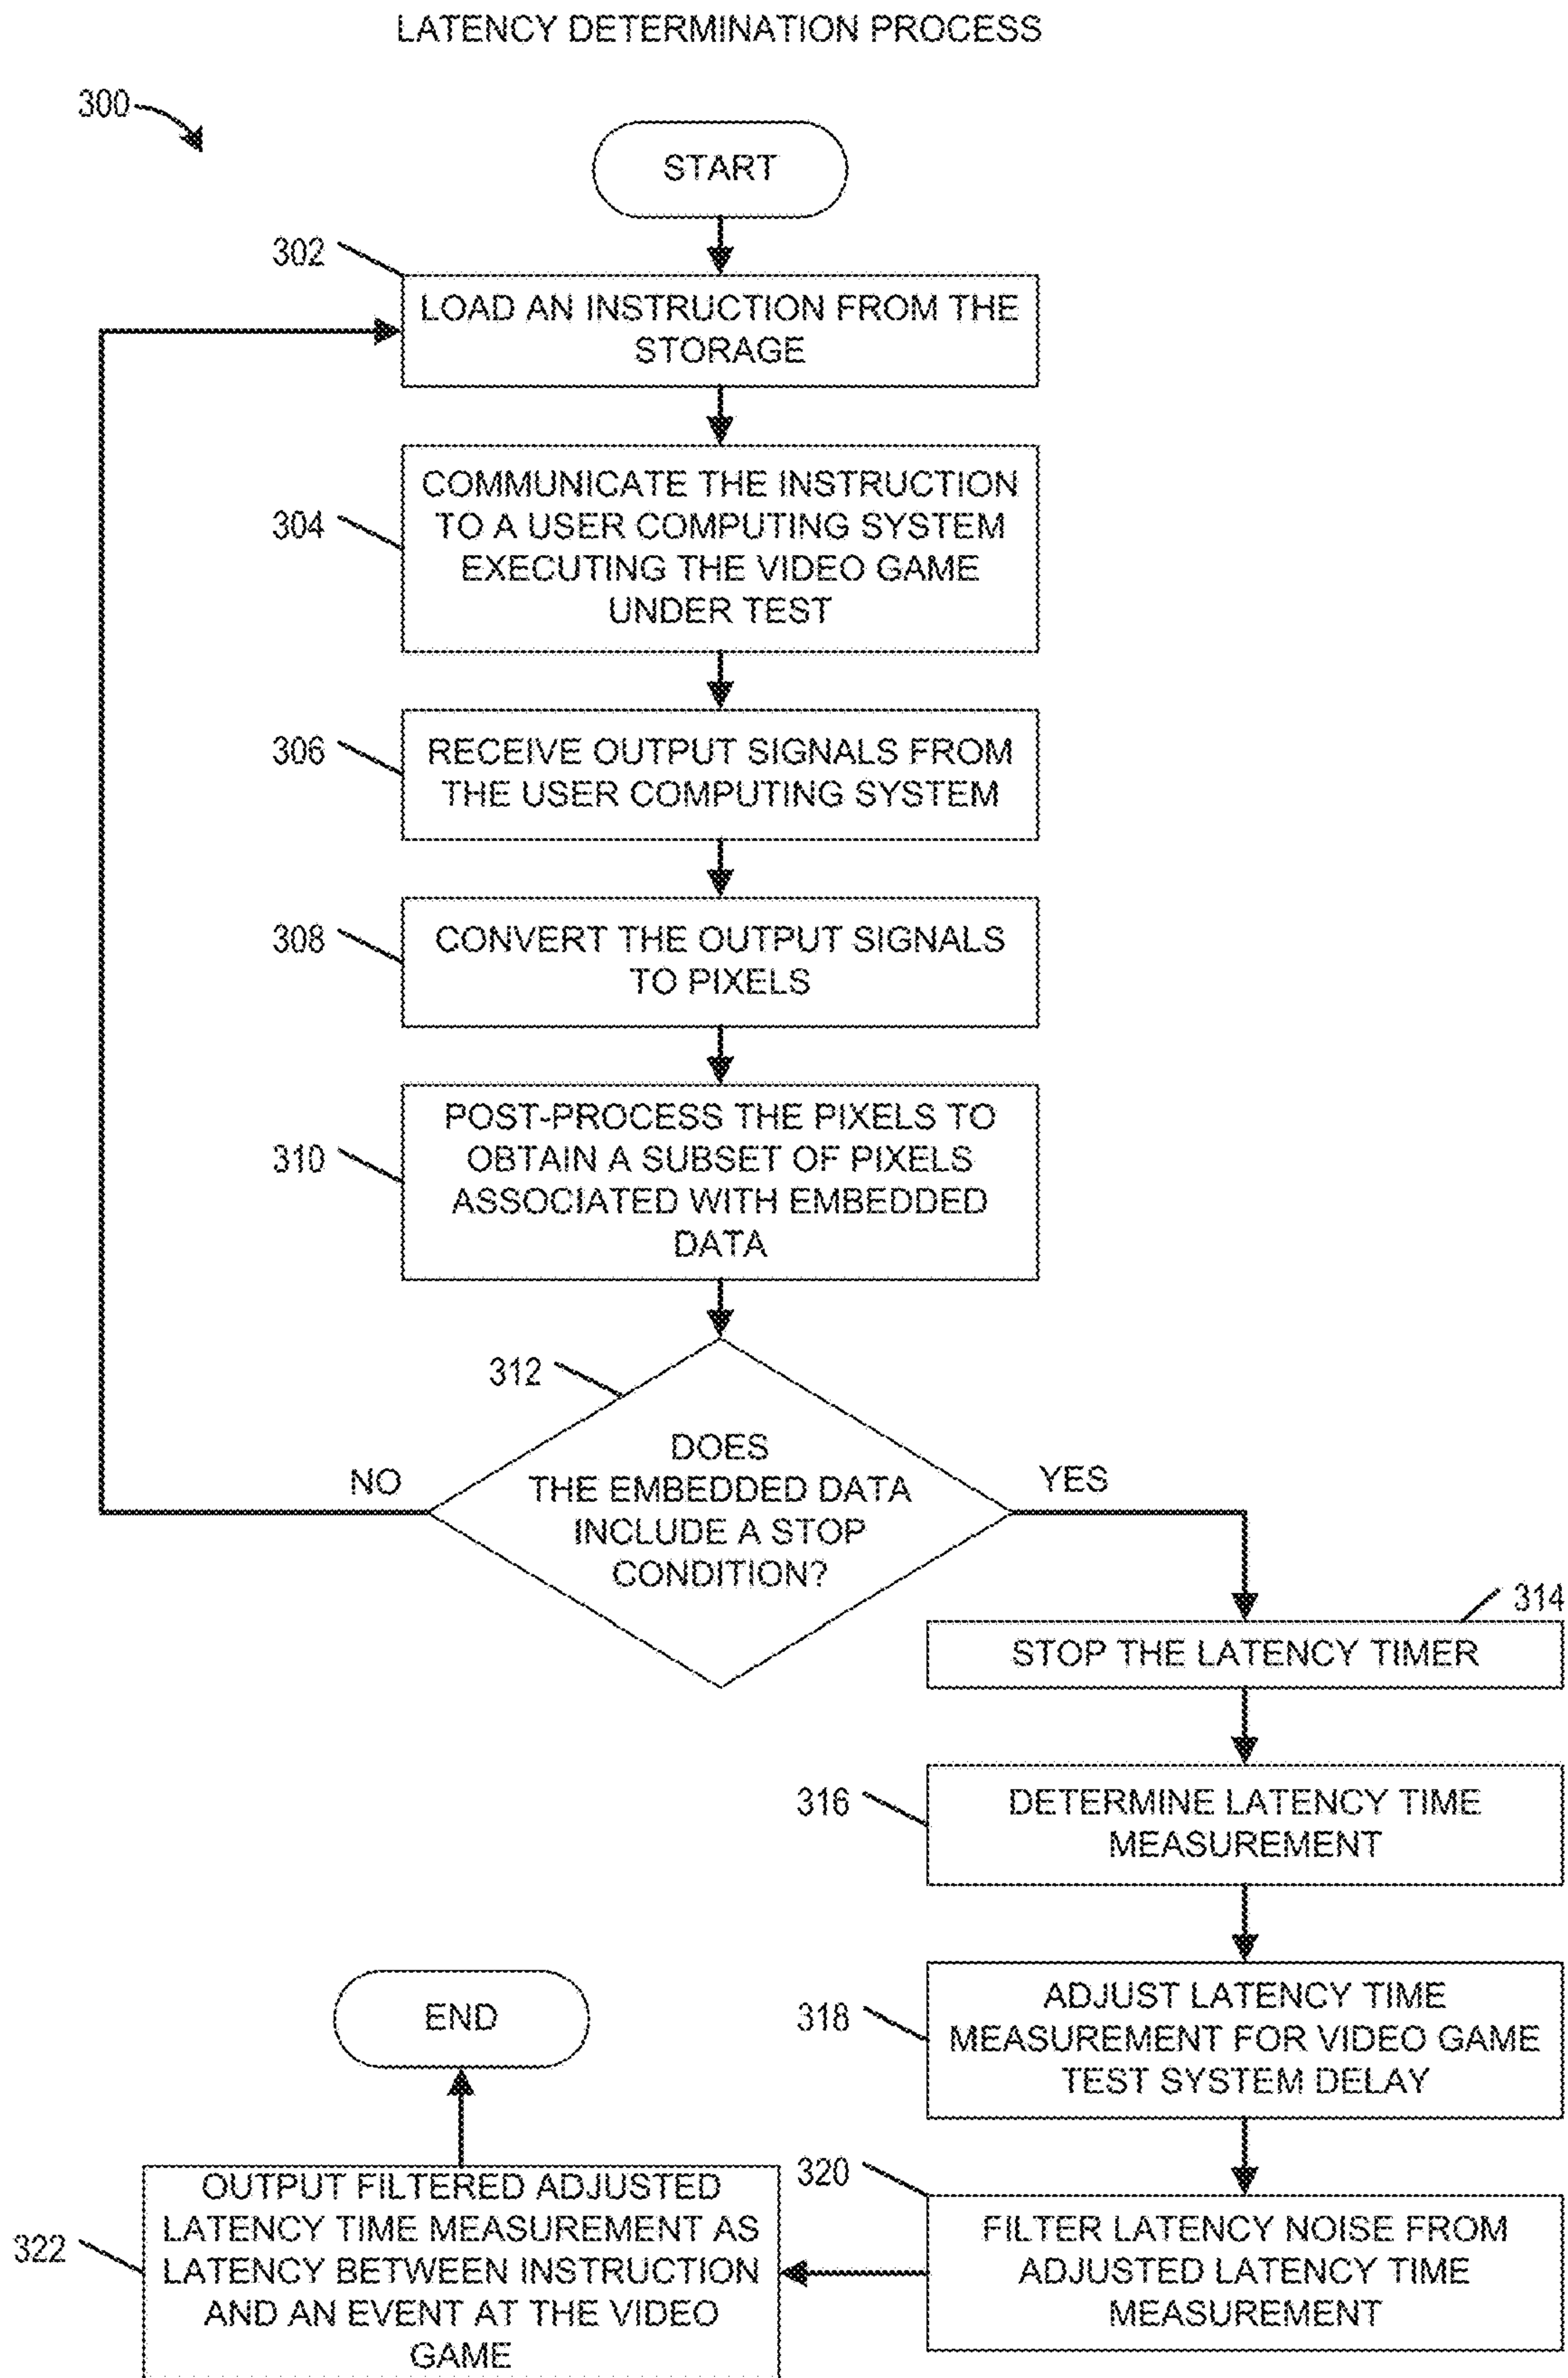 LATENCY DETERMINATION PROCESS
300
START
302
LOAD AN INSTRUCTION FROM THE
STORAGE
304
COMMUNICATE THE INSTRUCTION
TO A USER COMPUTING SYSTEM
EXECUTING THE VIDEO GAME
UNDER TEST
306
RECEIVE OUTPUT SIGNALS FROM
THE USER COMPUTING SYSTEM
308
CONVERT THE OUTPUT SIGNALS
TO PIXELS
310
POST-PROCESS THE PIXELS TO
OBTAIN A SUBSET OF PIXELS
ASSOCIATED WITH EMBEDDED
DATA
312
DOES
THE EMBEDDED DATA
INCLUDE A STOP
CONDITION?
NO
YES
314
STOP THE LATENCY TIMER
316
DETERMINE LATENCY TIME
MEASUREMENT
318
ADJUST LATENCY TIME
MEASUREMENT FOR VIDEO GAME
TEST SYSTEM DELAY
320
FILTER LATENCY NOISE FROM
ADJUSTED LATENCY TIME
MEASUREMENT
322
OUTPUT FILTERED ADJUSTED
LATENCY TIME MEASUREMENT AS
LATENCY BETWEEN INSTRUCTION
AND AN EVENT AT THE VIDEO
GAME
END